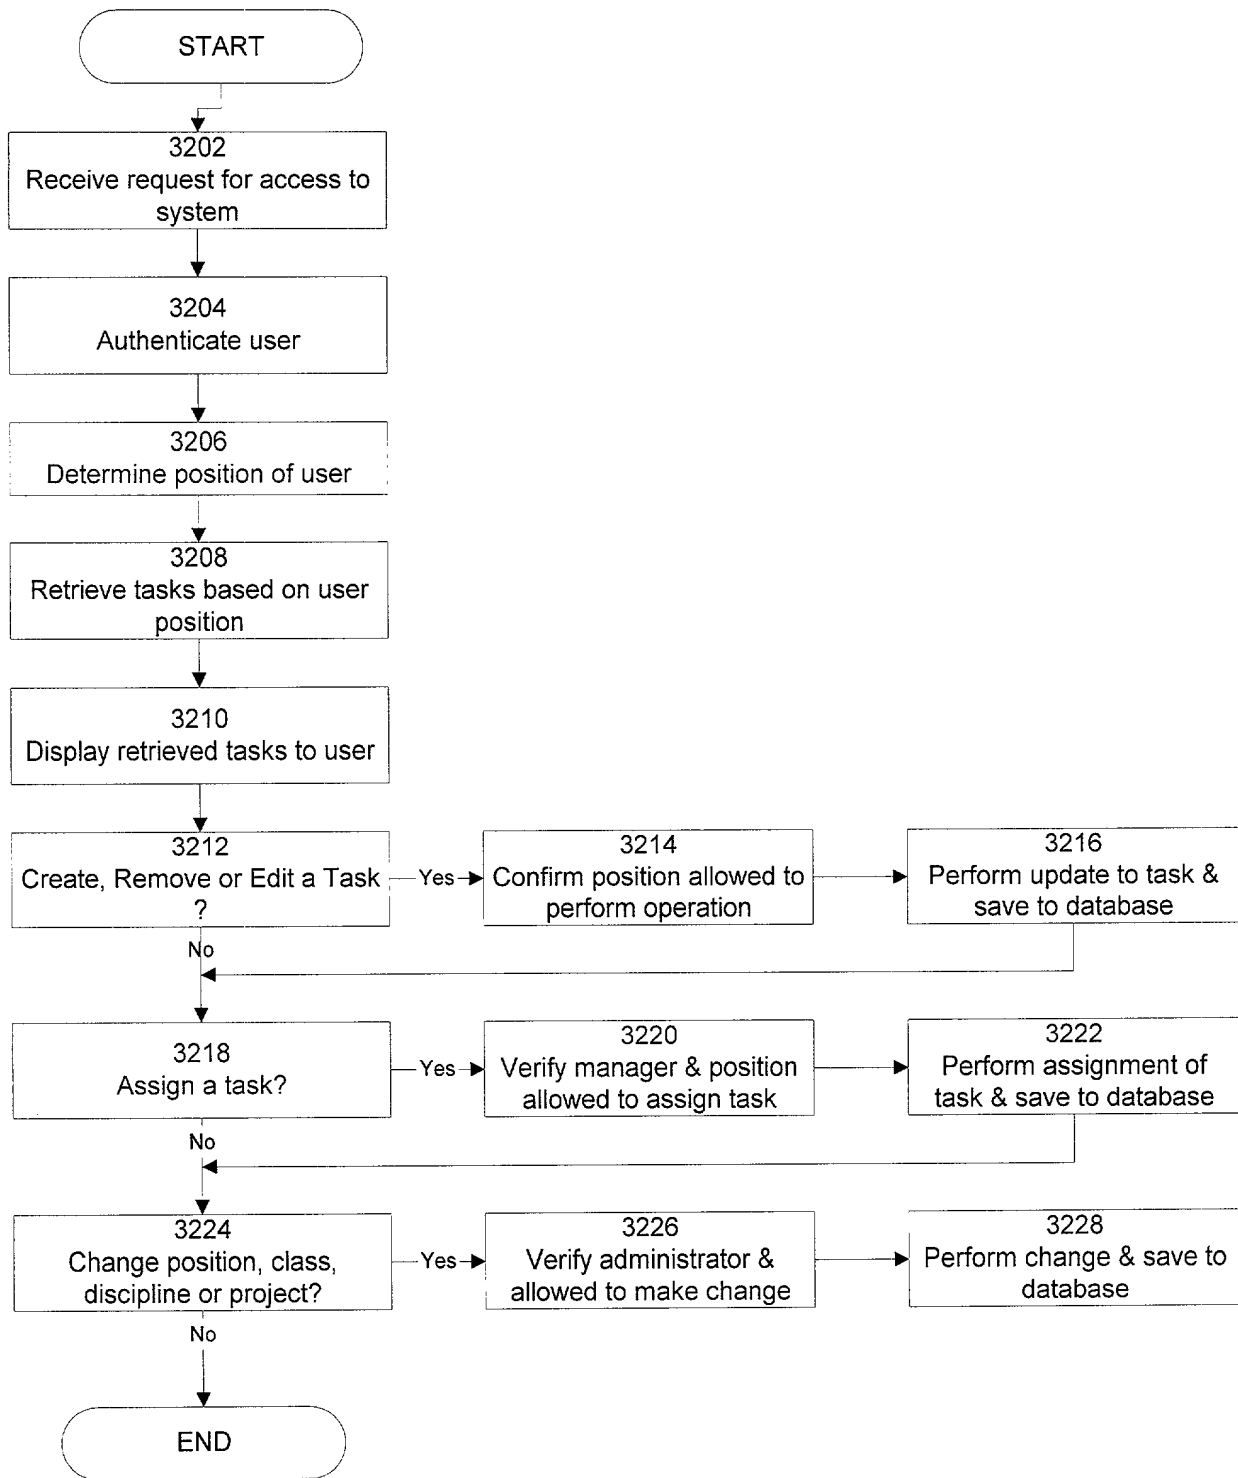 START
3202
Receive request for access to
system
3204
Authenticate user
3206
Determine position of user
3208
Retrieve tasks based on user
position
3210
Display retrieved tasks to user
3212
Create, Remove or Edit a Task
?
Yes
3214
Confirm position allowed to
perform operation
3216
Perform update to task &
save to database
No
3218
Assign a task?
Yes
3220
Verify manager & position
allowed to assign task
3222
Perform assignment of
task & save to database
No
3224
Change position, class,
discipline or project?
Yes
3226
Verify administrator &
allowed to make change
3228
Perform change & save to
database
No
END